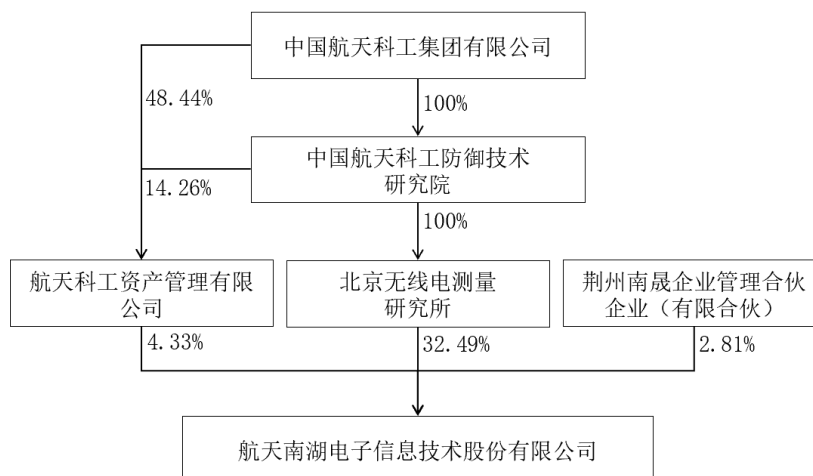 中国航天科工集团有限公司
48.44%
100%
中国航天科工防御技术
研究院
14.26%
100%
航天科工资产管理有限
公司
北京无线电测量
研究所
荆州南晟企业管理合伙
企业（有限合伙）
4.33%
32.49%
2.81%
航天南湖电子信息技术股份有限公司